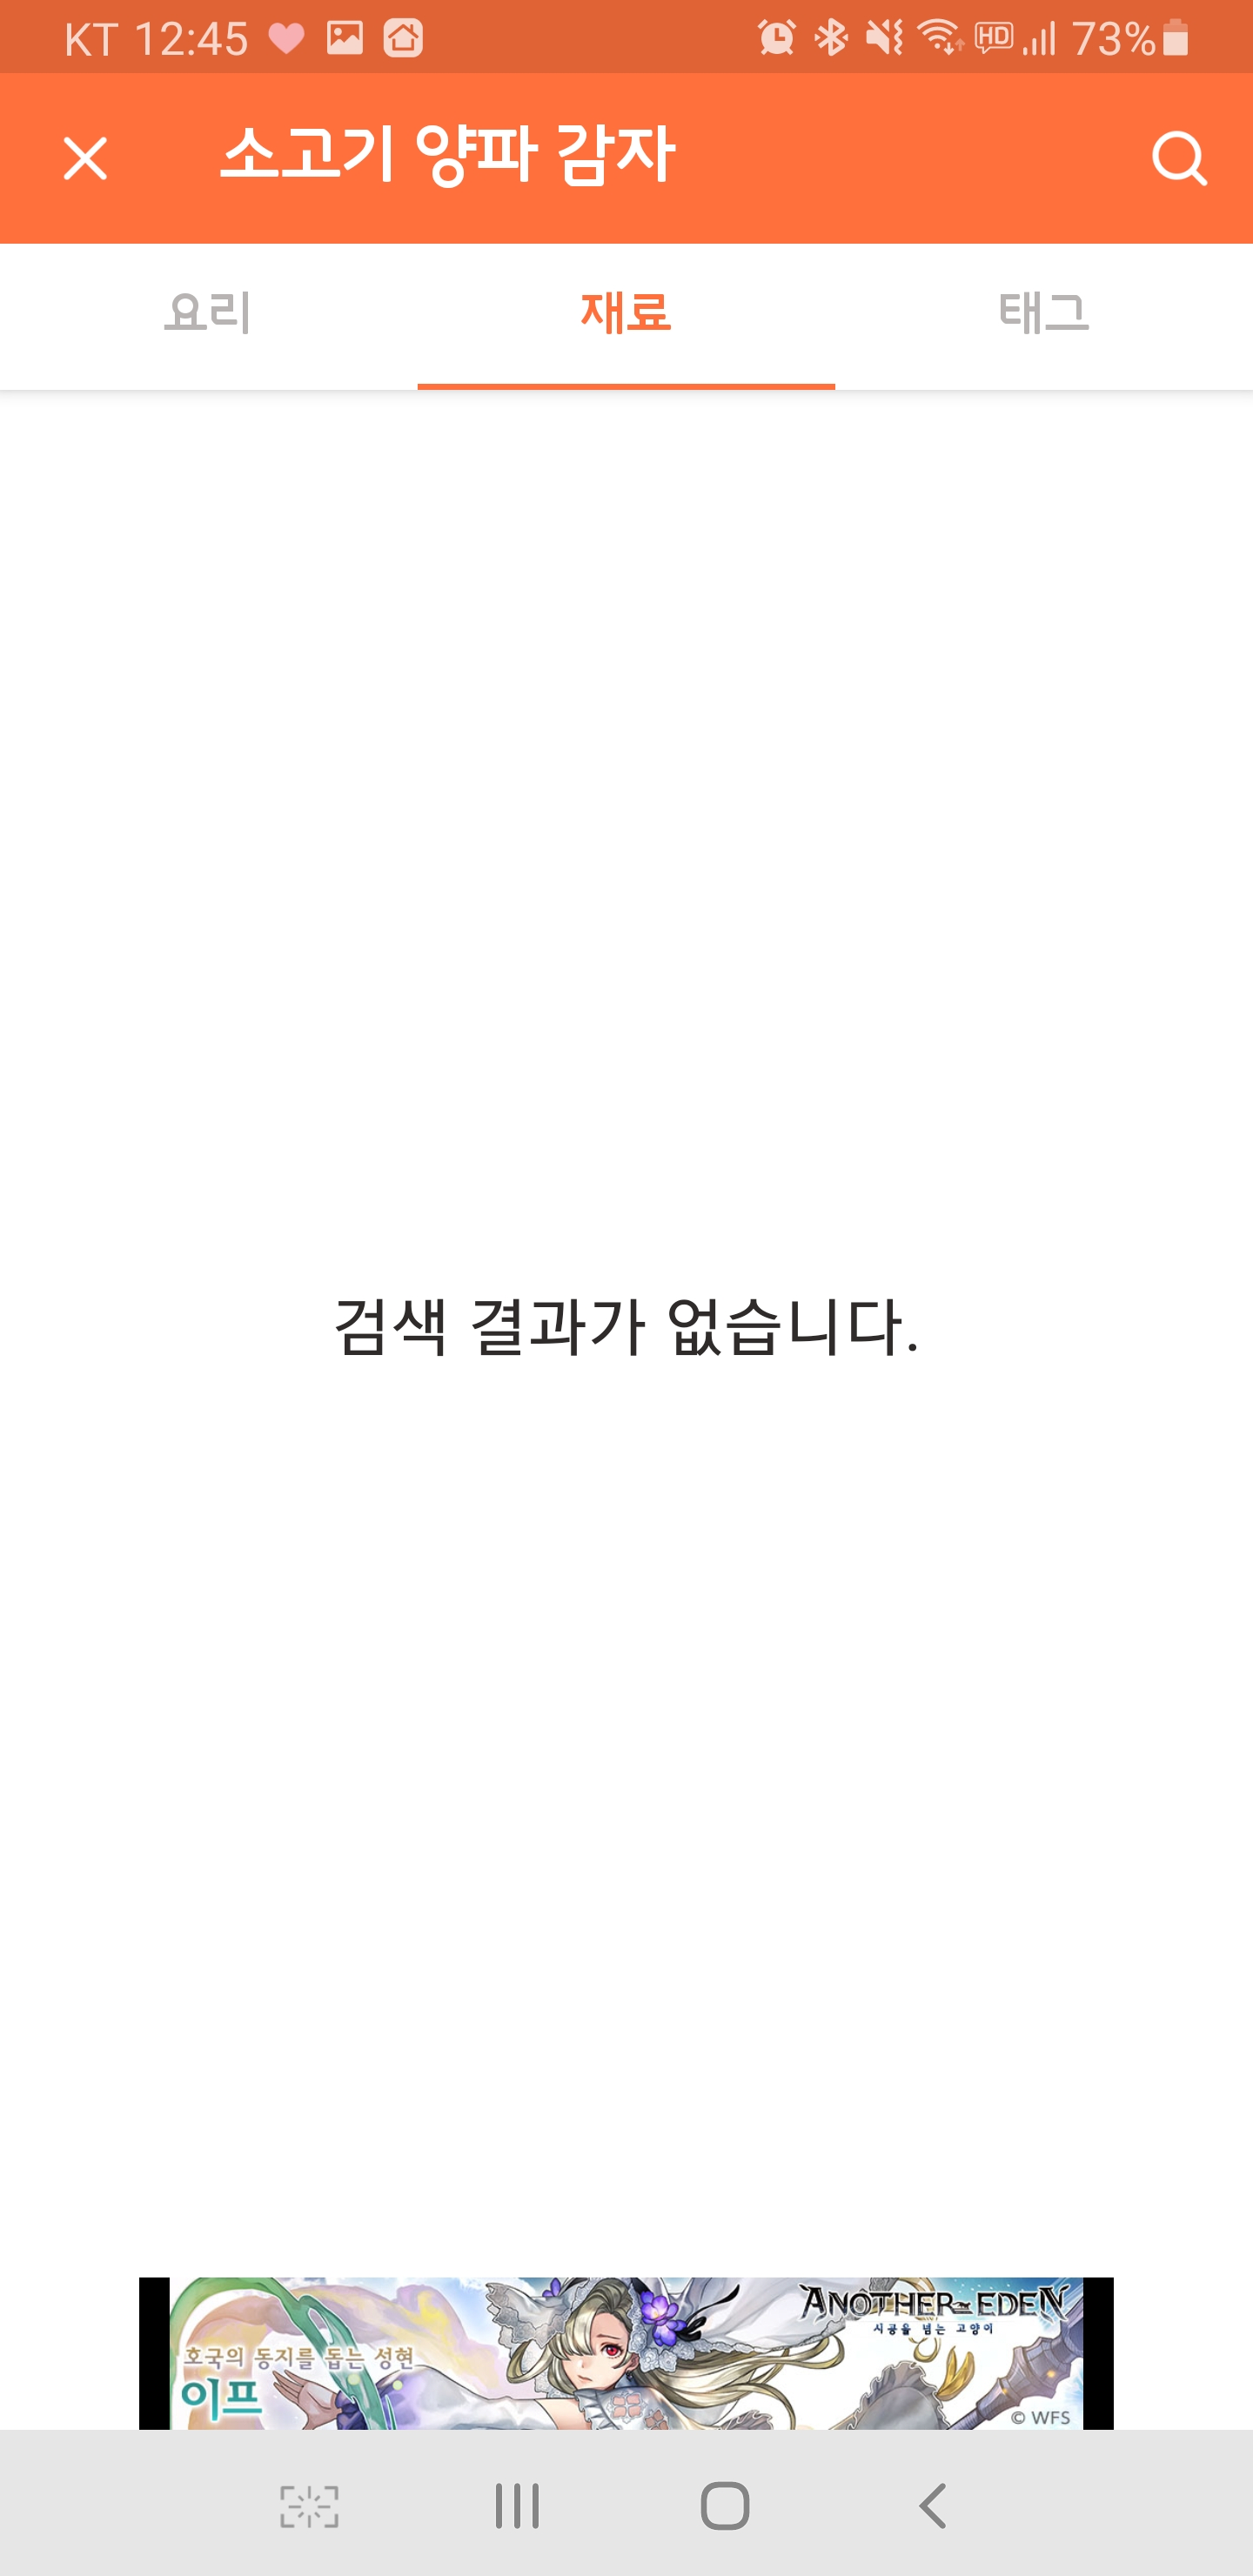 KT 12:45 HD 73%
소고기 양파 감자
요리 재료 태그
검색 결과가 없습니다.
ANOTHER EDEN
시공을 넘는 고양이
호국의 동지를 돕는 성현
이프
© WFS